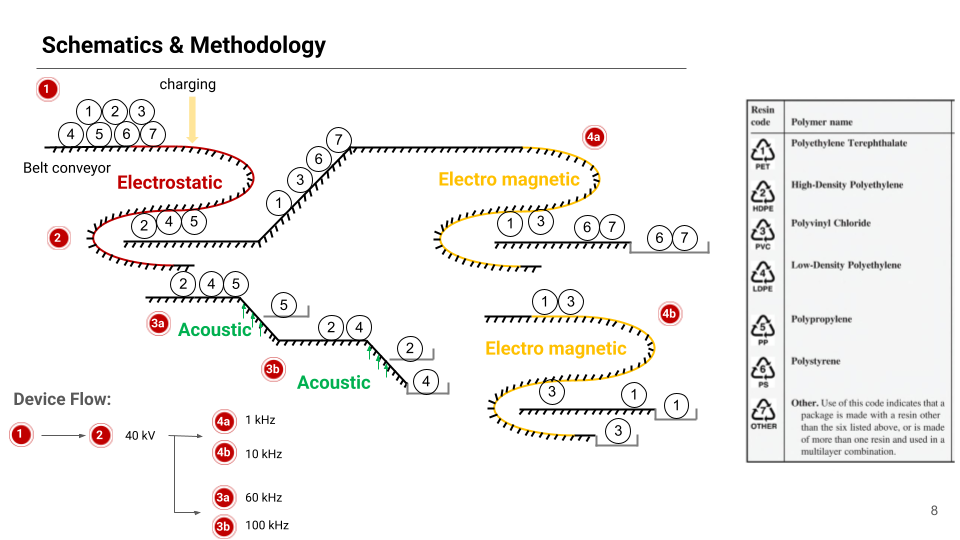 Schematics & Methodology
1
charging
1 2 3
4 5 6 7
Belt conveyor
Electrostatic
2
2 4 5
1 3 6 7
4a
Electro magnetic
1 3 6 7
6 7
2 4 5
3a
Acoustic
5
2 4
3b
Acoustic
2
4
1 3
4b
Electro magnetic
3 1
1
3
Device Flow:
1 2 40 kV
4a 1 kHz
4b 10 kHz
3a 60 kHz
3b 100 kHz
Resin
code Polymer name
1 PET Polyethylene Terephthalate
2 HDPE High-Density Polyethylene
3 PVC Polyvinyl Chloride
4 LDPE Low-Density Polyethylene
5 PP Polypropylene
6 PS Polystyrene
7 OTHER Other. Use of this code indicates that a
package is made with a resin other
than the six listed above, or is made
of more than one resin and used in a
multilayer combination.
8